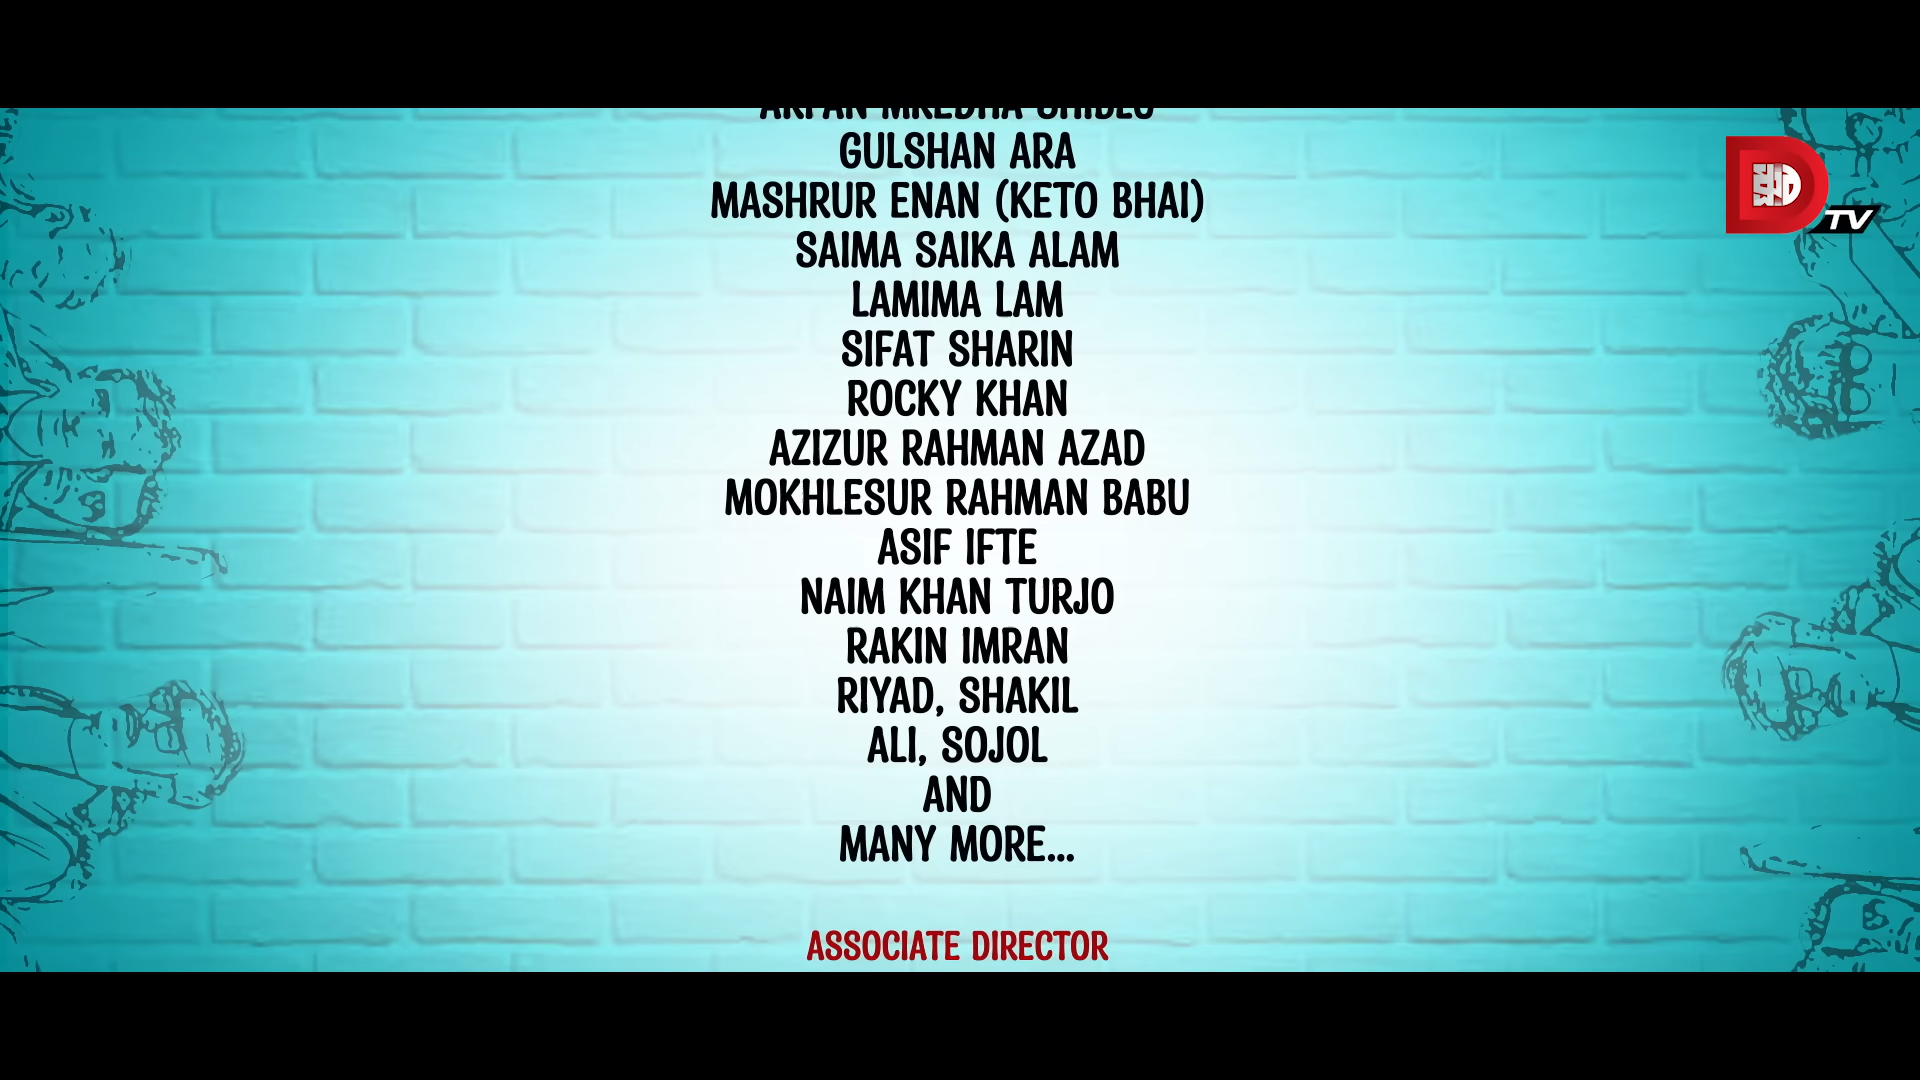 GULSHAN ARA
MASHRUR ENAN (KETO BHAI)
SAIMA SAIKA ALAM
LAMIMA LAM
SIFAT SHARIN
ROCKY KHAN
AZIZUR RAHMAN AZAD
MOKHLESUR RAHMAN BABU
ASIF IFTE
NAIM KHAN TURJO
RAKIN IMRAN
RIYAD, SHAKIL
ALI, SOJOL
AND
MANY MORE...
ASSOCIATE DIRECTOR
TV